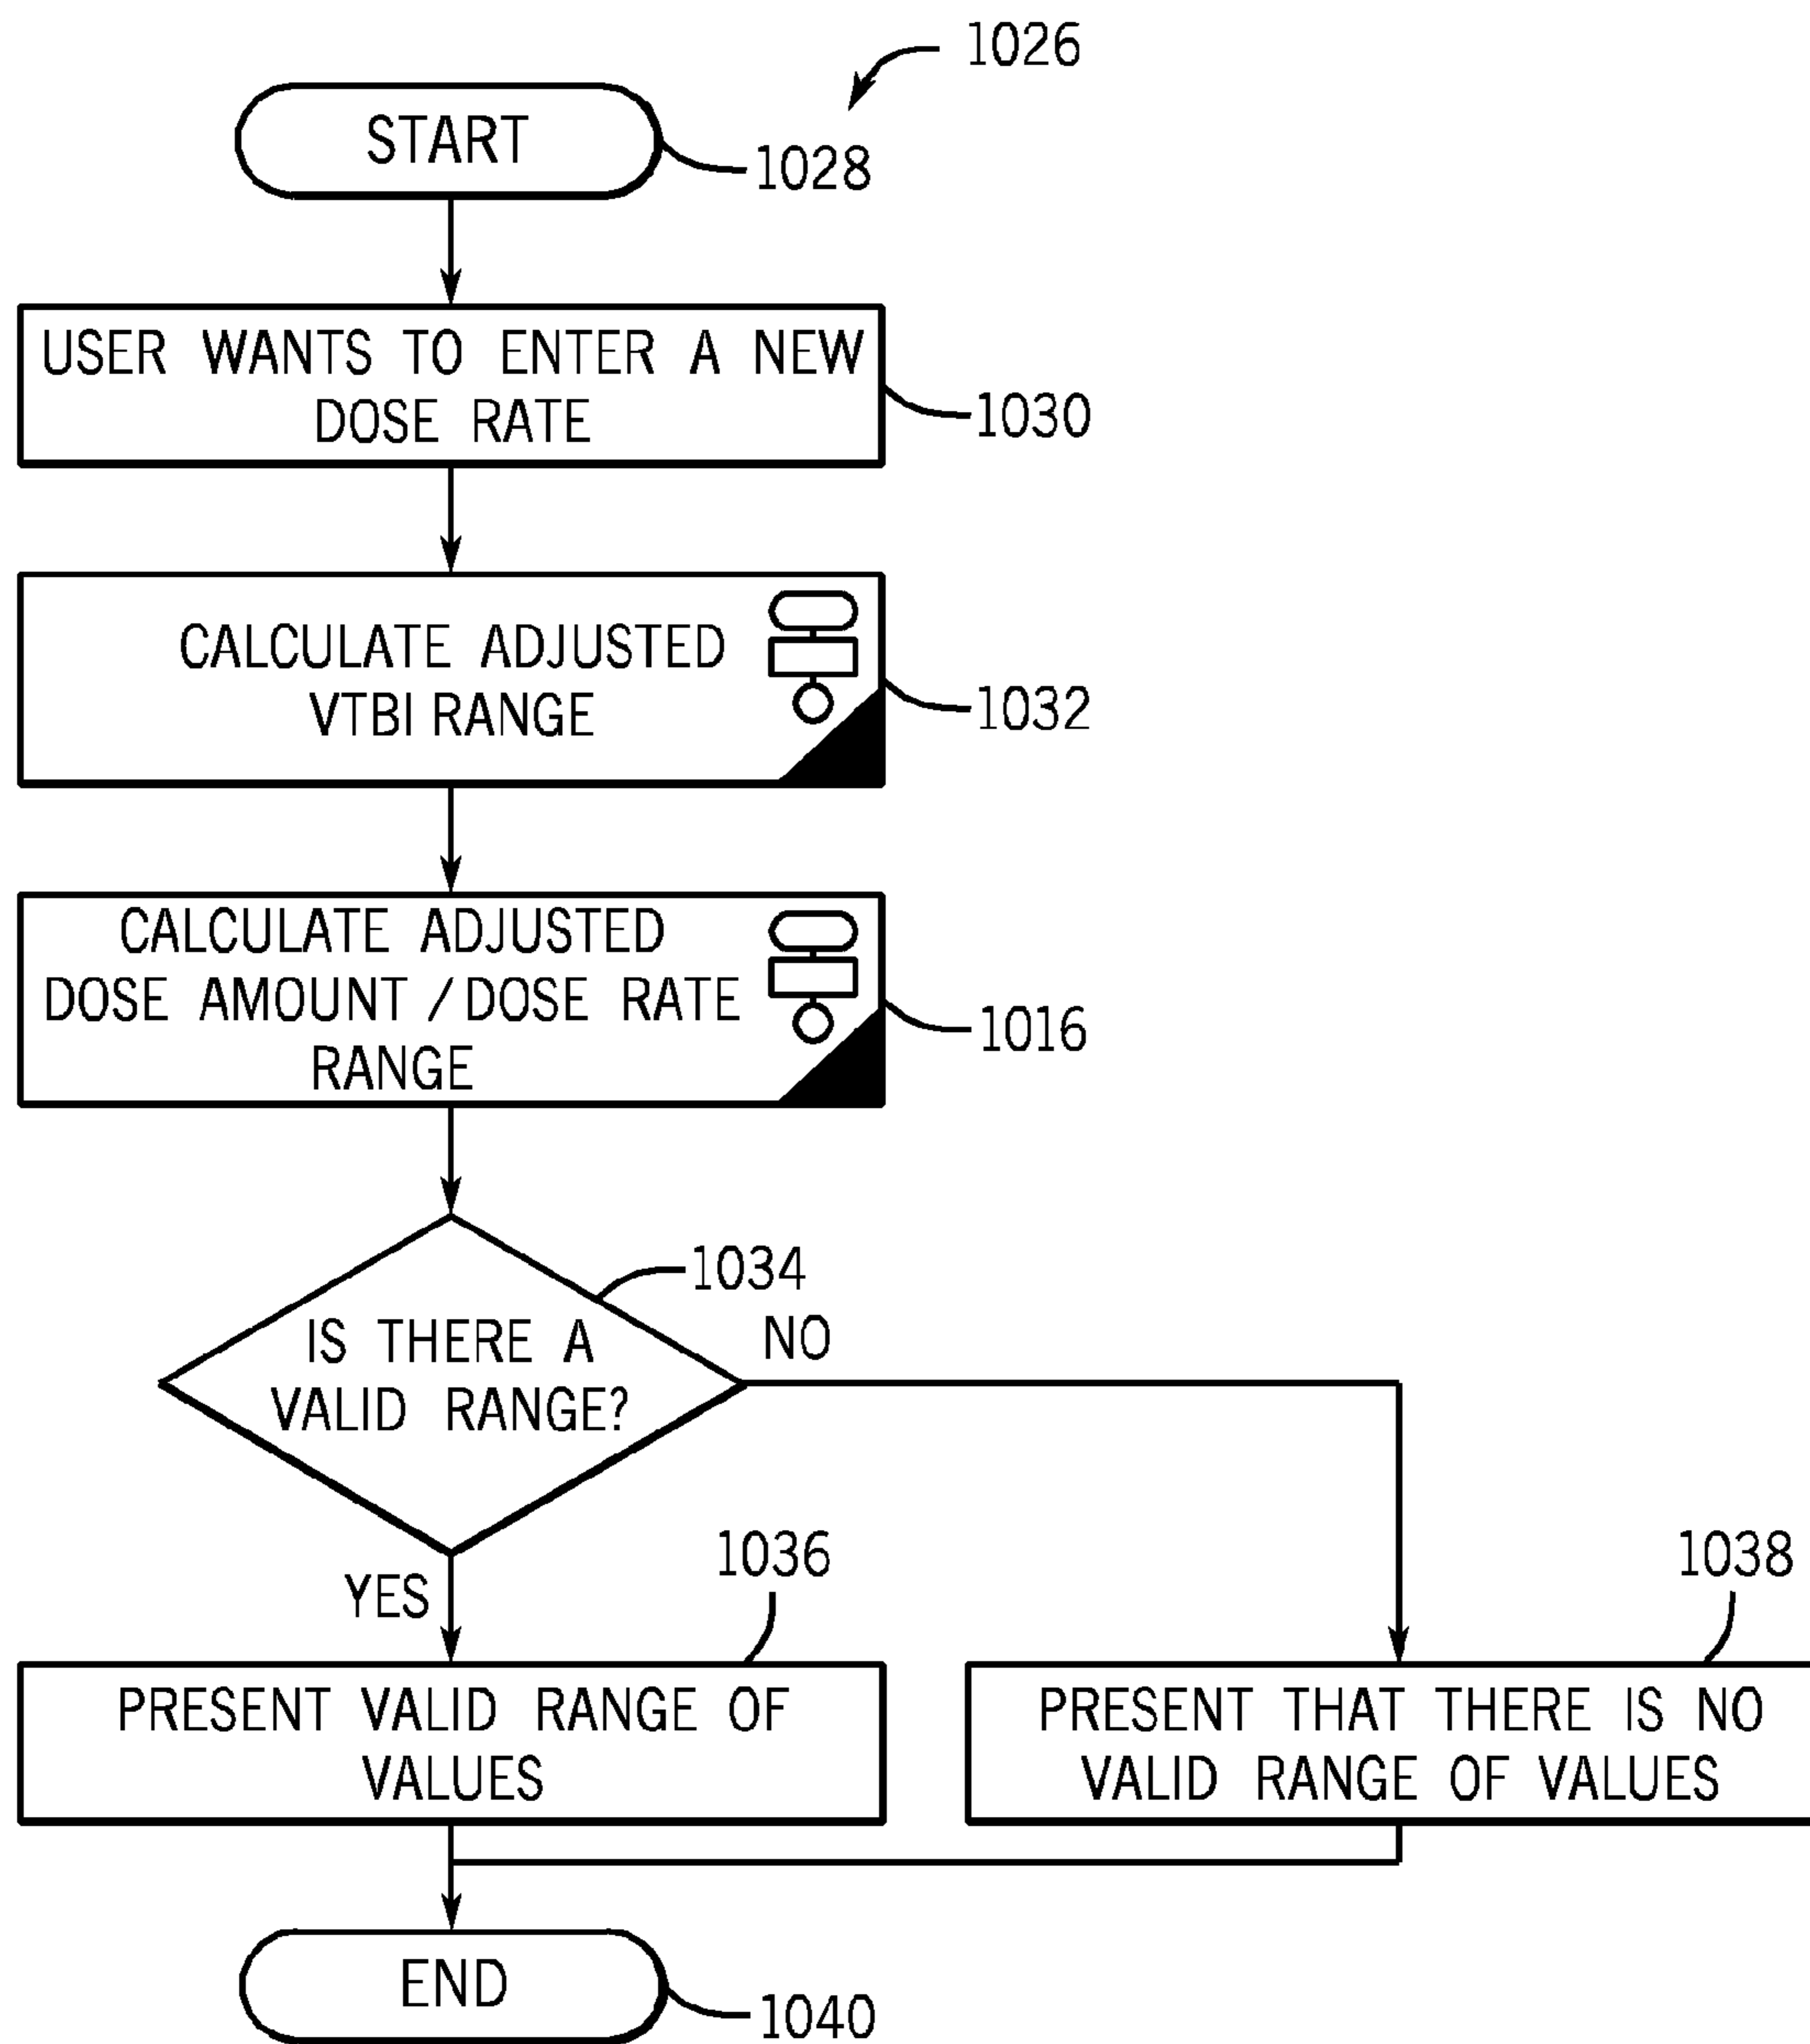 1026
START
1028
USER WANTS TO ENTER A NEW
DOSE RATE
1030
CALCULATE ADJUSTED
VTBI RANGE
1032
CALCULATE ADJUSTED
DOSE AMOUNT / DOSE RATE
RANGE
1016
1034
IS THERE A
VALID RANGE?
NO
YES
1036
1038
PRESENT VALID RANGE OF
VALUES
PRESENT THAT THERE IS NO
VALID RANGE OF VALUES
END
1040